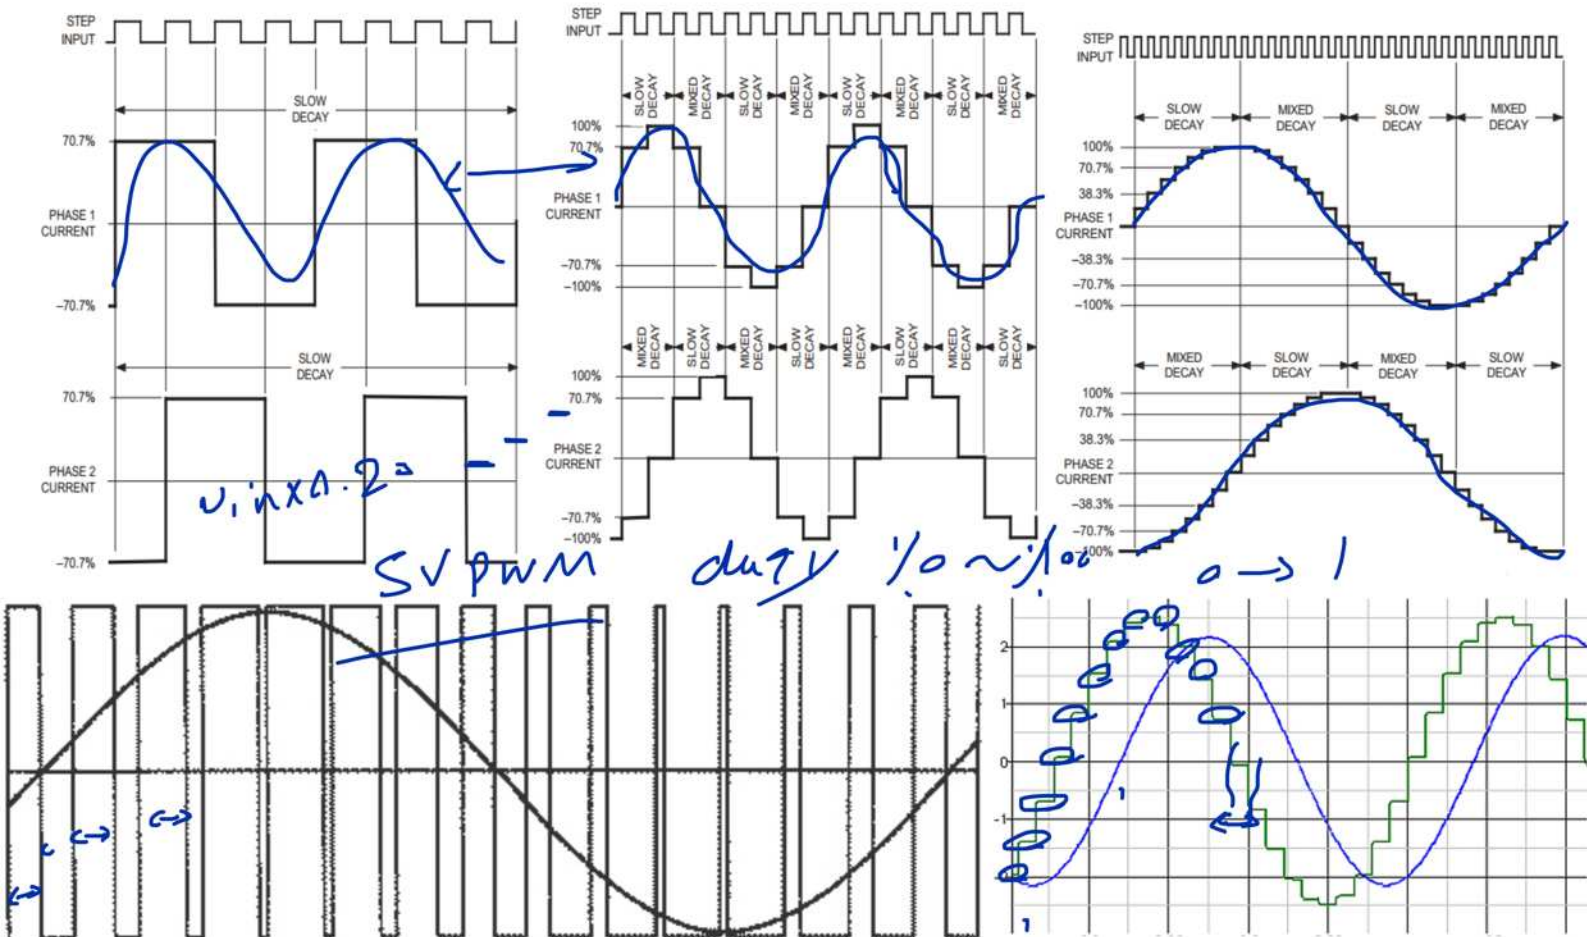 STEP
INPUT
SLOW
DECAY
70.7%
PHASE 1
CURRENT
–70.7%
SLOW
DECAY
70.7%
PHASE 2
CURRENT
–70.7%
STEP
INPUT
SLOW
DECAY
MIXED
DECAY
SLOW
DECAY
MIXED
DECAY
SLOW
DECAY
MIXED
DECAY
SLOW
DECAY
MIXED
DECAY
100%
70.7%
PHASE 1
CURRENT
–70.7%
–100%
MIXED
DECAY
SLOW
DECAY
MIXED
DECAY
SLOW
DECAY
MIXED
DECAY
SLOW
DECAY
MIXED
DECAY
SLOW
DECAY
100%
70.7%
PHASE 2
CURRENT
–70.7%
–100%
STEP
INPUT
SLOW
DECAY
MIXED
DECAY
SLOW
DECAY
MIXED
DECAY
100%
70.7%
38.3%
PHASE 1
CURRENT
–38.3%
–70.7%
–100%
MIXED
DECAY
SLOW
DECAY
MIXED
DECAY
SLOW
DECAY
100%
70.7%
38.3%
PHASE 2
CURRENT
–38.3%
–70.7%
–100%
SVPWM duty %0 ~ %100 0 → 1
2
1
0
-1